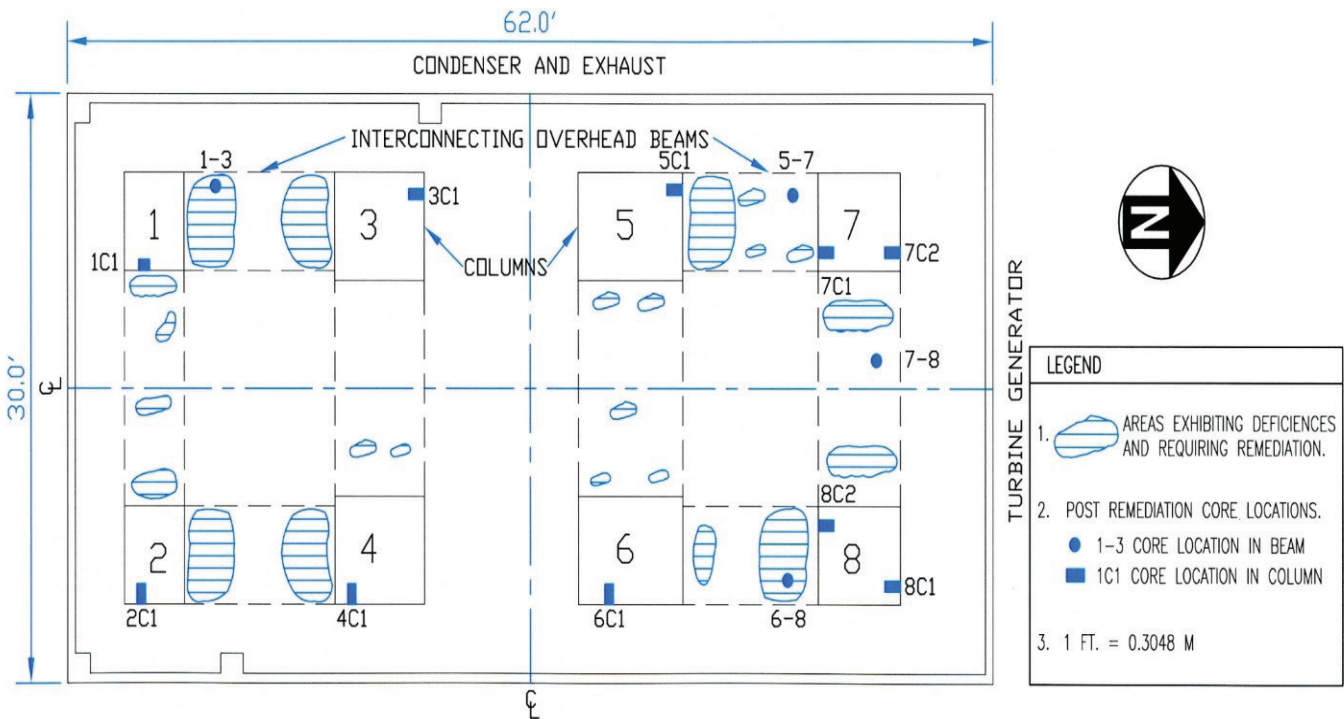 62.0'
CONDENSER AND EXHAUST
INTERCONNECTING OVERHEAD BEAMS
1-3
5C1
5-7
1
3
3C1
5
7
COLUMNS
1C1
7C2
7C1
N
30.0'
℄
7-8
TURBINE GENERATOR
8C2
2
4
6
8
2C1
4C1
6C1
6-8
8C1
℄
LEGEND
1. AREAS EXHIBITING DEFICIENCES
AND REQUIRING REMEDIATION.
2. POST REMEDIATION CORE LOCATIONS.
1-3 CORE LOCATION IN BEAM
1C1 CORE LOCATION IN COLUMN
3. 1 FT. = 0.3048 M